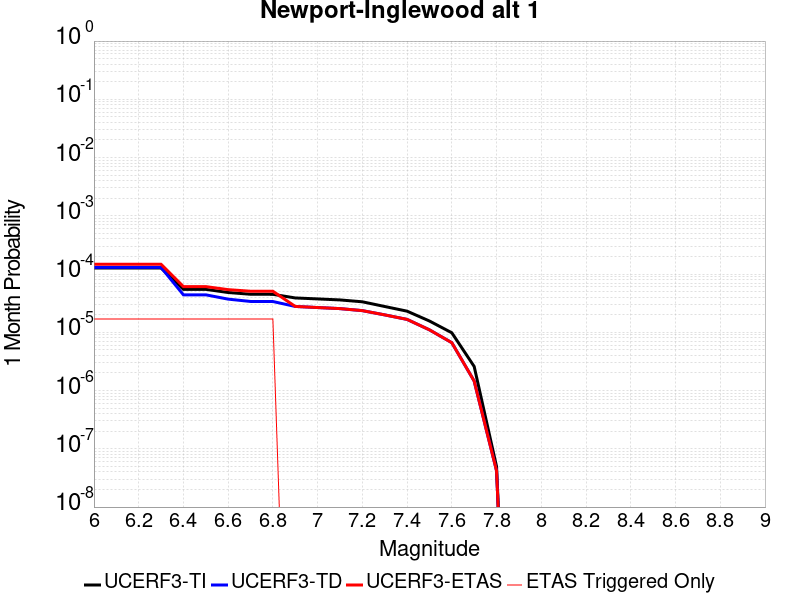 Newport-Inglewood alt 1
10^0
10^-1
10^-2
10^-3
10^-4
10^-5
10^-6
10^-7
10^-8
1 Month Probability
6 6.2 6.4 6.6 6.8 7 7.2 7.4 7.6 7.8 8 8.2 8.4 8.6 8.8 9
Magnitude
UCERF3-TI UCERF3-TD UCERF3-ETAS ETAS Triggered Only